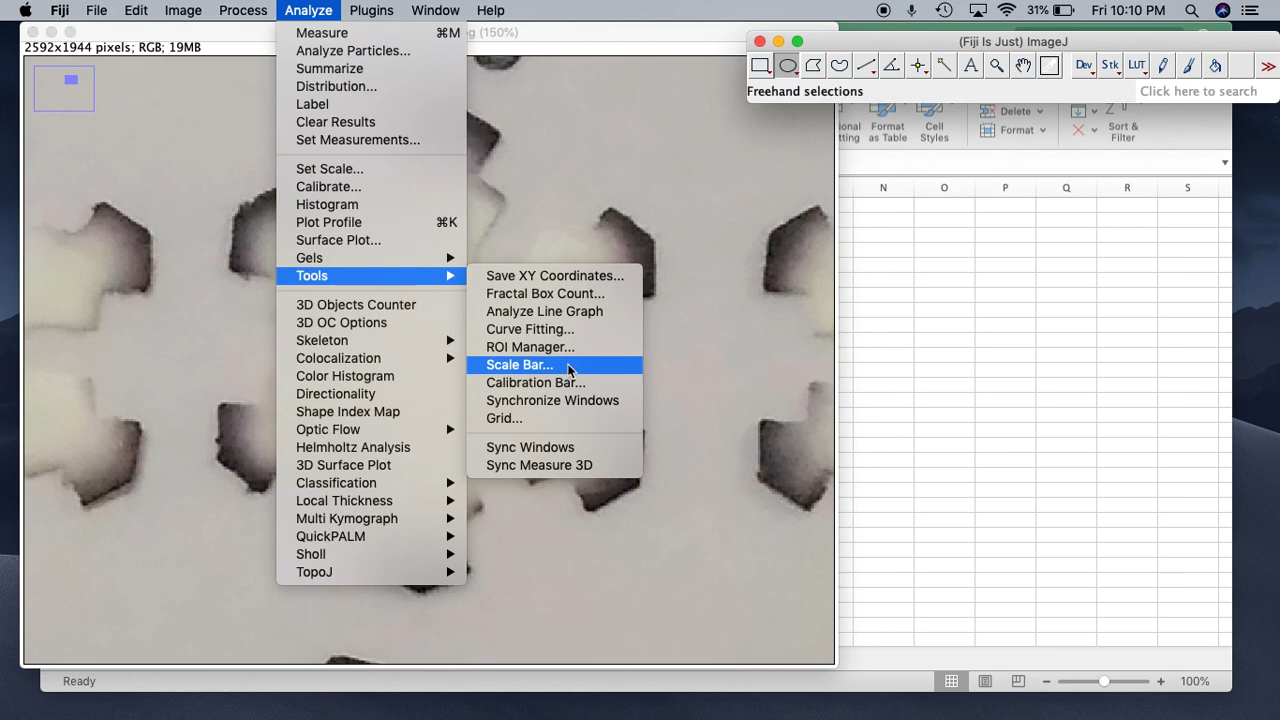 Fiji File Edit Image Process Analyze Plugins Window Help 31% Fri 10:10 PM
g (150%)
2592x1944 pixels; RGB; 19MB
Measure ⌘M
Analyze Particles...
Summarize
Distribution...
Label
Clear Results
Set Measurements...
Set Scale...
Calibrate...
Histogram
Plot Profile ⌘K
Surface Plot...
Gels
Tools
3D Objects Counter
3D OC Options
Skeleton
Colocalization
Color Histogram
Directionality
Shape Index Map
Optic Flow
Helmholtz Analysis
3D Surface Plot
Classification
Local Thickness
Multi Kymograph
QuickPALM
Sholl
TopoJ
Save XY Coordinates...
Fractal Box Count...
Analyze Line Graph
Curve Fitting...
ROI Manager...
Scale Bar...
Calibration Bar...
Synchronize Windows
Grid...
Sync Windows
Sync Measure 3D
(Fiji Is Just) ImageJ
A Dev Stk LUT
Freehand selections Click here to search
onal Format Cell Delete Sort &
tting as Table Styles Format Filter
N O P Q R S
Ready 100%